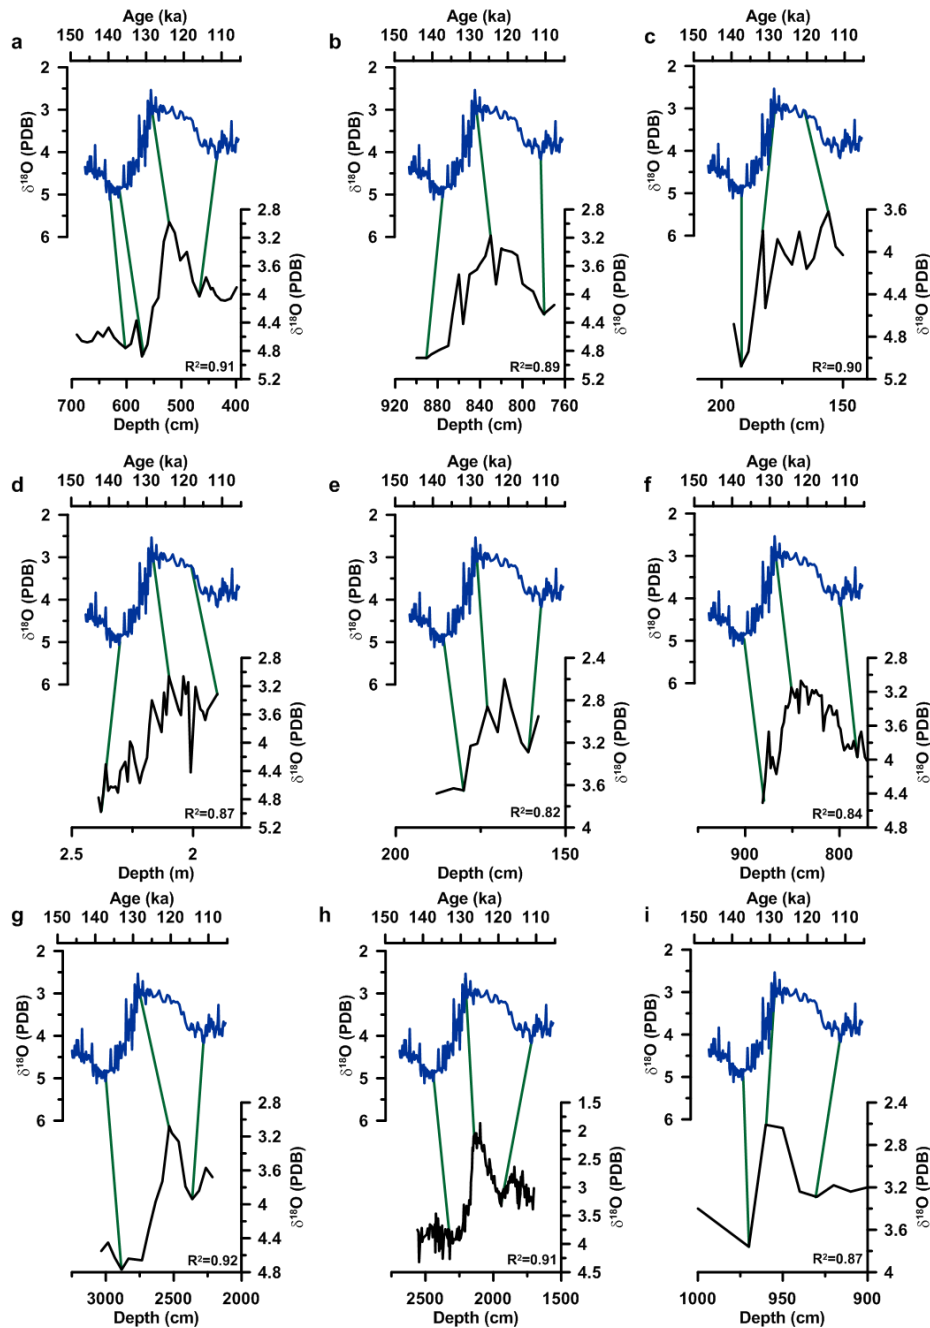 Age (ka)
150 140 130 120 110
a
2
3
4
5
6
δ¹⁸O (PDB)
2.8
3.2
3.6
4
4.4
4.8
5.2
δ¹⁸O (PDB)
R²=0.91
700 600 500 400
Depth (cm)
Age (ka)
150 140 130 120 110
b
2
3
4
5
6
δ¹⁸O (PDB)
2.8
3.2
3.6
4
4.4
4.8
5.2
δ¹⁸O (PDB)
R²=0.89
920 880 840 800 760
Depth (cm)
Age (ka)
150 140 130 120 110
c
2
3
4
5
6
δ¹⁸O (PDB)
3.6
4
4.4
4.8
5.2
δ¹⁸O (PDB)
R²=0.90
200 150
Depth (cm)
Age (ka)
150 140 130 120 110
d
2
3
4
5
6
δ¹⁸O (PDB)
2.8
3.2
3.6
4
4.4
4.8
5.2
δ¹⁸O (PDB)
R²=0.87
2.5 2
Depth (m)
Age (ka)
150 140 130 120 110
e
2
3
4
5
6
δ¹⁸O (PDB)
2.4
2.8
3.2
3.6
4
δ¹⁸O (PDB)
R²=0.82
200 150
Depth (cm)
Age (ka)
150 140 130 120 110
f
2
3
4
5
6
δ¹⁸O (PDB)
2.8
3.2
3.6
4
4.4
4.8
δ¹⁸O (PDB)
R²=0.84
900 800
Depth (cm)
Age (ka)
150 140 130 120 110
g
2
3
4
5
6
δ¹⁸O (PDB)
2.8
3.2
3.6
4
4.4
4.8
δ¹⁸O (PDB)
R²=0.92
3000 2500 2000
Depth (cm)
Age (ka)
150 140 130 120 110
h
2
3
4
5
6
δ¹⁸O (PDB)
1.5
2
2.5
3
3.5
4
4.5
δ¹⁸O (PDB)
R²=0.91
2500 2000 1500
Depth (cm)
Age (ka)
150 140 130 120 110
i
2
3
4
5
6
δ¹⁸O (PDB)
2.4
2.8
3.2
3.6
4
δ¹⁸O (PDB)
R²=0.87
1000 950 900
Depth (cm)